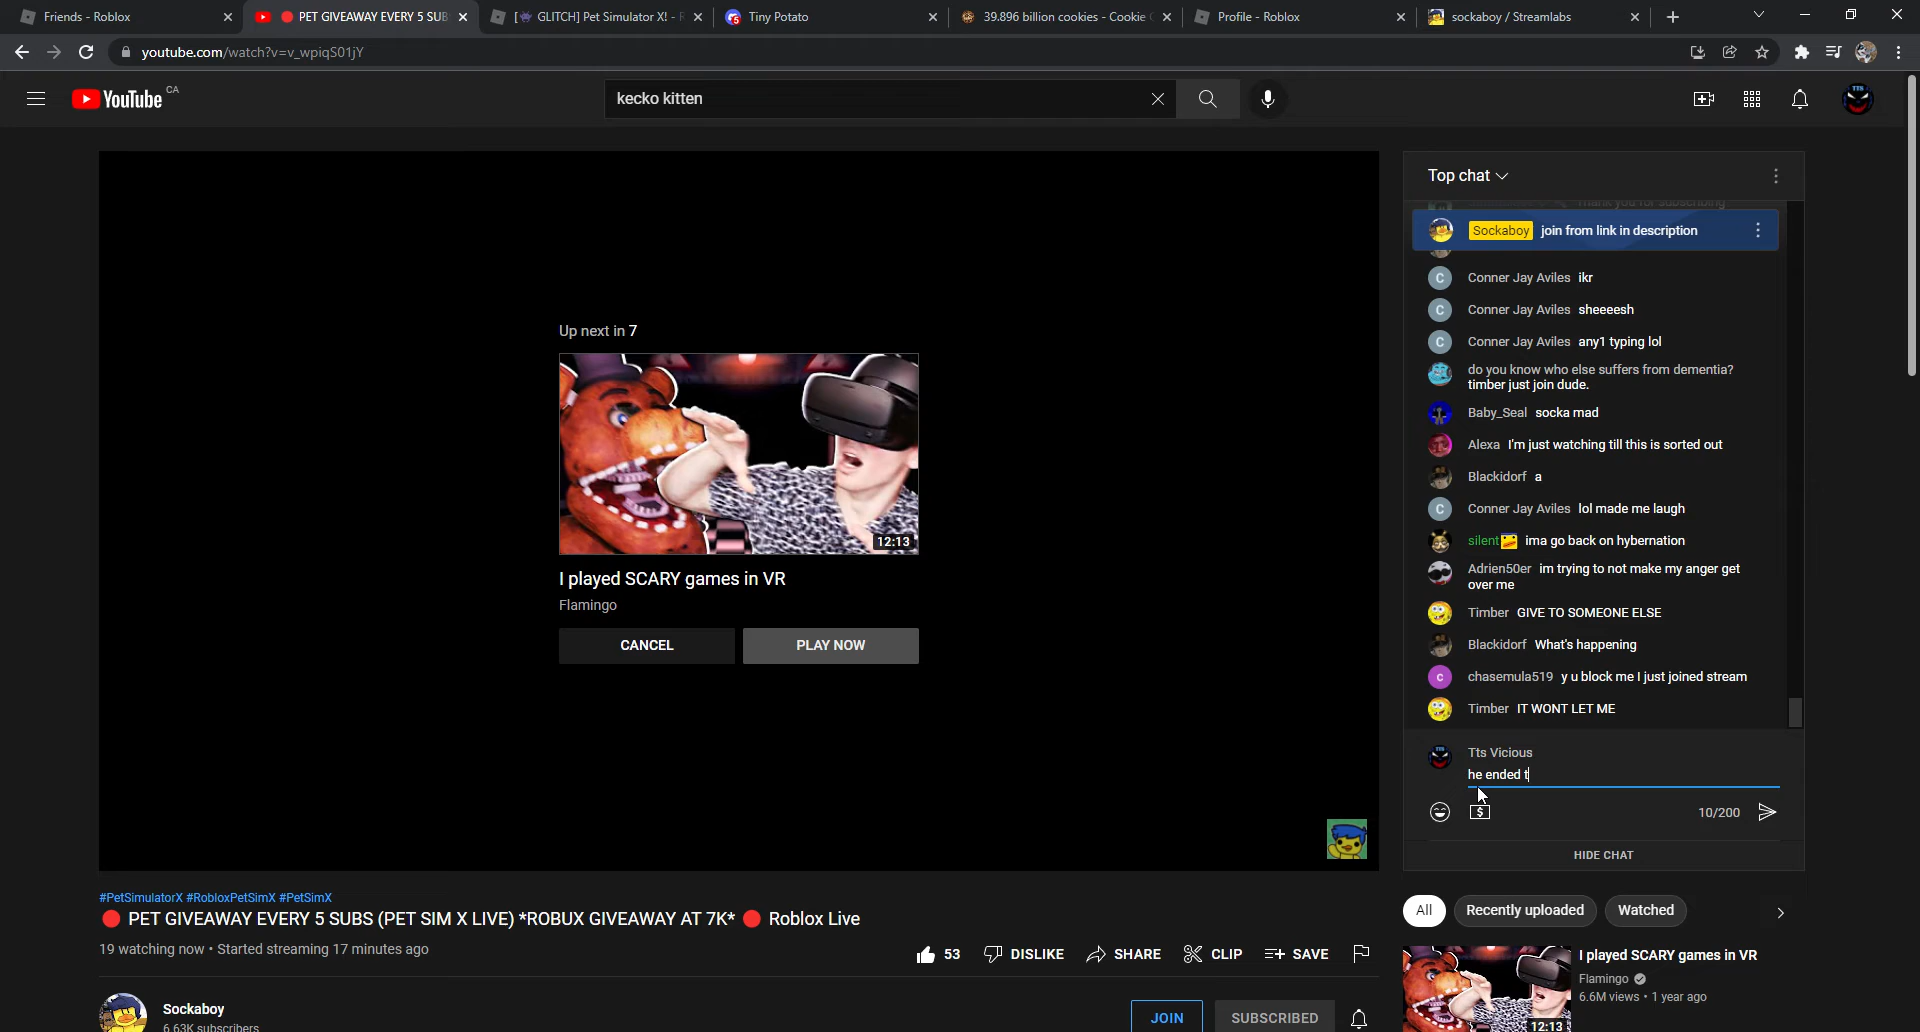 Friends - Roblox
PET GIVEAWAY EVERY 5 SUB
[👾 GLITCH] Pet Simulator X! - R
Tiny Potato
39.896 billion cookies - Cookie C
Profile - Roblox
sockaboy / Streamlabs
youtube.com/watch?v=v_wpiqS01jY
YouTube CA
kecko kitten
Up next in 7
12:13
I played SCARY games in VR
Flamingo
CANCEL
PLAY NOW
Top chat
Thank you for subscribing
Sockaboy join from link in description
Conner Jay Aviles ikr
Conner Jay Aviles sheeeesh
Conner Jay Aviles any1 typing lol
do you know who else suffers from dementia?
timber just join dude.
Baby_Seal socka mad
Alexa I'm just watching till this is sorted out
Blackidorf a
Conner Jay Aviles lol made me laugh
silent ima go back on hybernation
Adrien50er im trying to not make my anger get
over me
Timber GIVE TO SOMEONE ELSE
Blackidorf What's happening
chasemula519 y u block me I just joined stream
Timber IT WONT LET ME
Tts Vicious
he ended t
10/200
HIDE CHAT
#PetSimulatorX #RobloxPetSimX #PetSimX
🔴 PET GIVEAWAY EVERY 5 SUBS (PET SIM X LIVE) *ROBUX GIVEAWAY AT 7K* 🔴 Roblox Live
19 watching now • Started streaming 17 minutes ago
53
DISLIKE
SHARE
CLIP
SAVE
Sockaboy
6.63K subscribers
JOIN
SUBSCRIBED
All
Recently uploaded
Watched
I played SCARY games in VR
Flamingo
6.6M views • 1 year ago
12:13